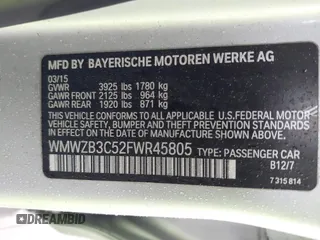 MFD BY BAYERISCHE MOTOREN WERKE AG
03/15
GVWR 3925 lbs 1780 kg
GAWR FRONT 2125 lbs 964 kg
GAWR REAR 1920 lbs 871 kg
THIS VEHICLE CONFORMS TO ALL APPLICABLE
FEDERAL MOTOR VEHICLE SAFETY, BUMPER
AND THEFT PREVENTION STANDARDS IN
EFFECT ON THE DATE OF
MANUFACTURE SHOWN ABOVE:
WMWZB3C52FWR45805 TYPE: PASSENGER CAR
B12/7
7 315 814
DREAMBID